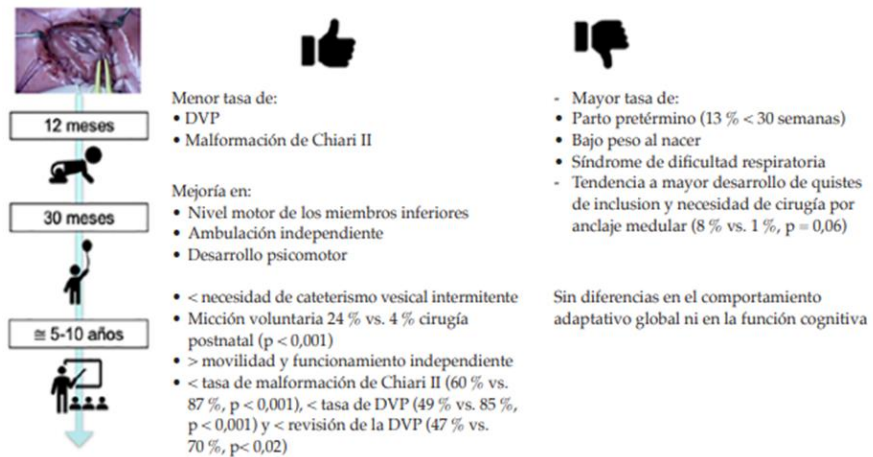 12 meses
Menor tasa de:
• DVP
• Malformación de Chiari II
- Mayor tasa de:
• Parto pretérmino (13 % < 30 semanas)
• Bajo peso al nacer
• Síndrome de dificultad respiratoria
- Tendencia a mayor desarrollo de quistes
de inclusion y necesidad de cirugía por
anclaje medular (8 % vs. 1 %, p = 0,06)
30 meses
Mejoría en:
• Nivel motor de los miembros inferiores
• Ambulación independiente
• Desarrollo psicomotor
≅ 5-10 años
• < necesidad de cateterismo vesical intermitente
• Micción voluntaria 24 % vs. 4 % cirugía
postnatal (p < 0,001)
• > movilidad y funcionamiento independiente
• < tasa de malformación de Chiari II (60 % vs.
87 %, p < 0,001), < tasa de DVP (49 % vs. 85 %,
p < 0,001) y < revisión de la DVP (47 % vs.
70 %, p< 0,02)
Sin diferencias en el comportamiento
adaptativo global ni en la función cognitiva